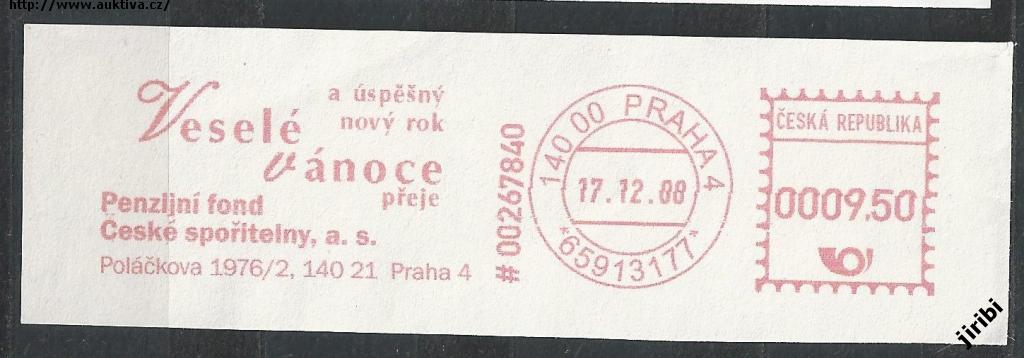 http://www.auktiva.cz/
Veselé
a úspěšný
nový rok
vánoce
přeje
Penzijní fond
České spořitelny, a. s.
Poláčkova 1976/2, 140 21 Praha 4
# 00267840
140 00 PRAHA 4
17.12.08
*65913177*
ČESKÁ REPUBLIKA
0009,50
jiribi